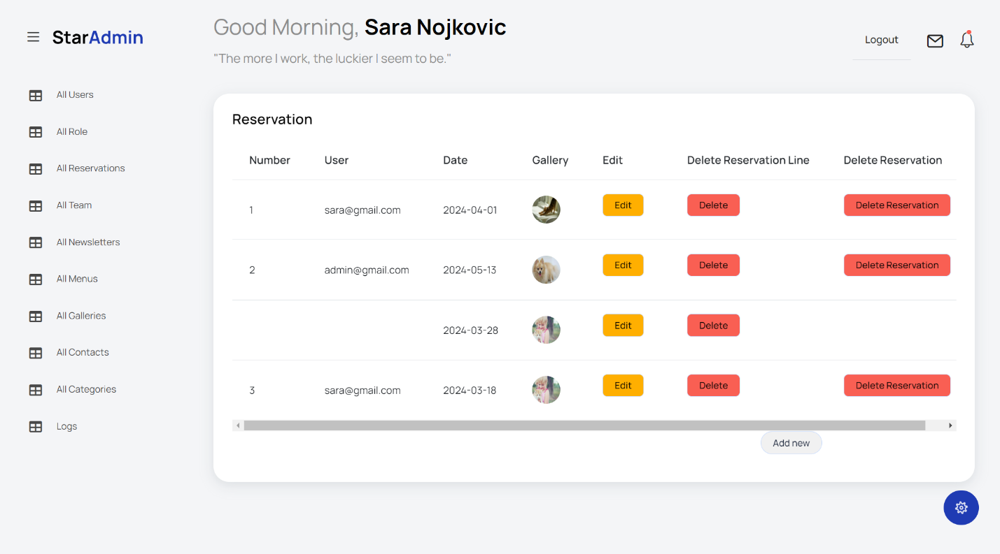 StarAdmin
Good Morning, Sara Nojkovic
"The more I work, the luckier I seem to be."
Logout
All Users
All Role
All Reservations
All Team
All Newsletters
All Menus
All Galleries
All Contacts
All Categories
Logs
Reservation
Number User Date Gallery Edit Delete Reservation Line Delete Reservation
1 sara@gmail.com 2024-04-01 Edit Delete Delete Reservation
2 admin@gmail.com 2024-05-13 Edit Delete Delete Reservation
2024-03-28 Edit Delete
3 sara@gmail.com 2024-03-18 Edit Delete Delete Reservation
Add new